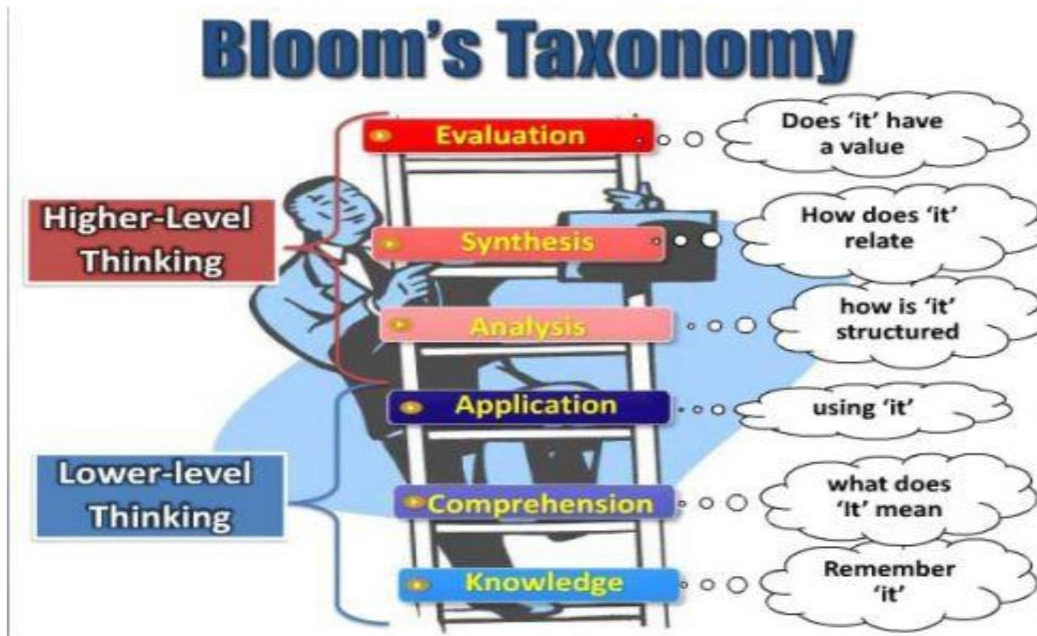 Bloom's Taxonomy
Evaluation
Does 'it' have
a value
Higher-Level
Thinking
Synthesis
How does 'it'
relate
Analysis
how is 'it'
structured
Application
using 'it'
Lower-level
Thinking
Comprehension
what does
'It' mean
Knowledge
Remember
'it'